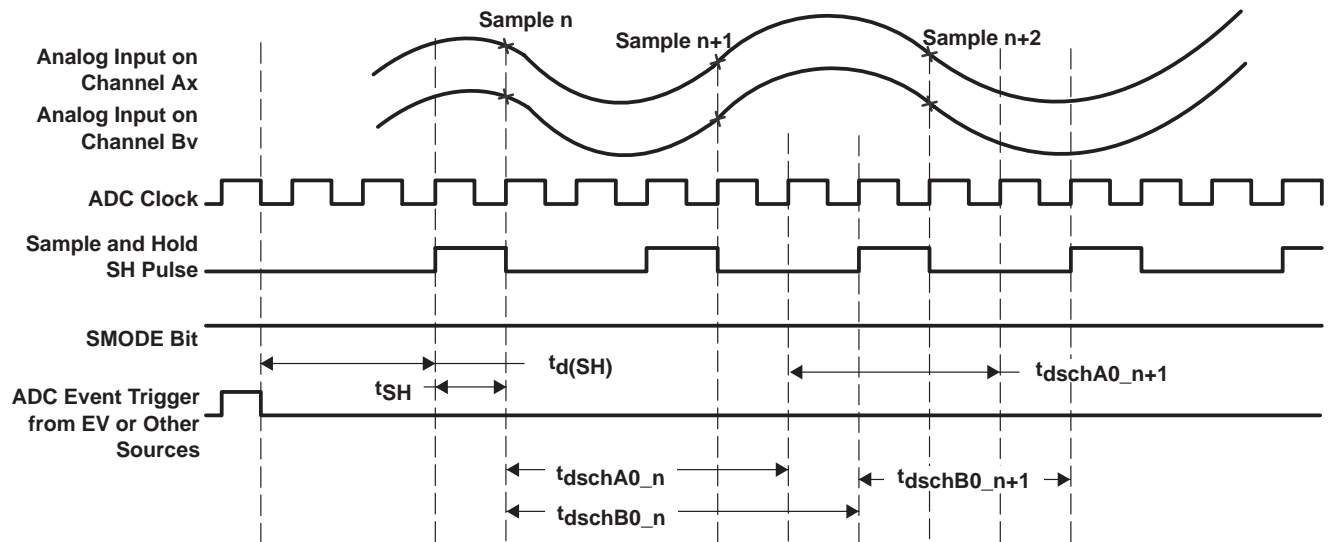 Sample n
Sample n+1
Sample n+2
Analog Input on
Channel Ax
Analog Input on
Channel Bv
ADC Clock
Sample and Hold
SH Pulse
SMODE Bit
td(SH)
tSH
tdschA0_n+1
ADC Event Trigger
from EV or Other
Sources
tdschA0_n
tdschB0_n+1
tdschB0_n